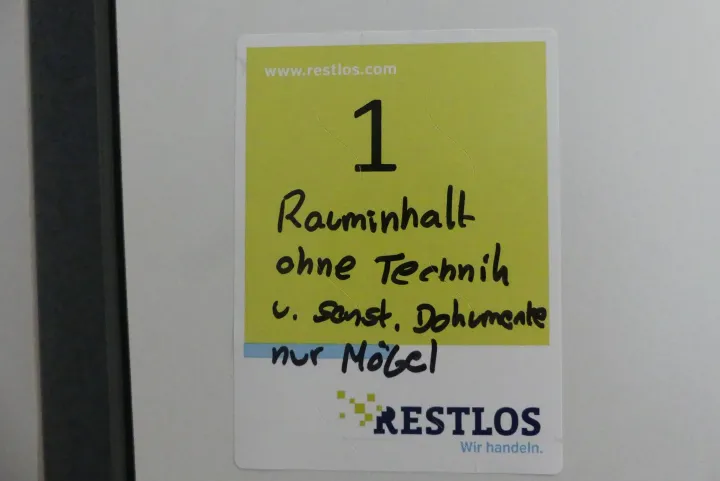 www.restlos.com
1
Rauminhalt
ohne Technik
u. sonst. Dokumente
nur Möbel
RESTLOS
Wir handeln.